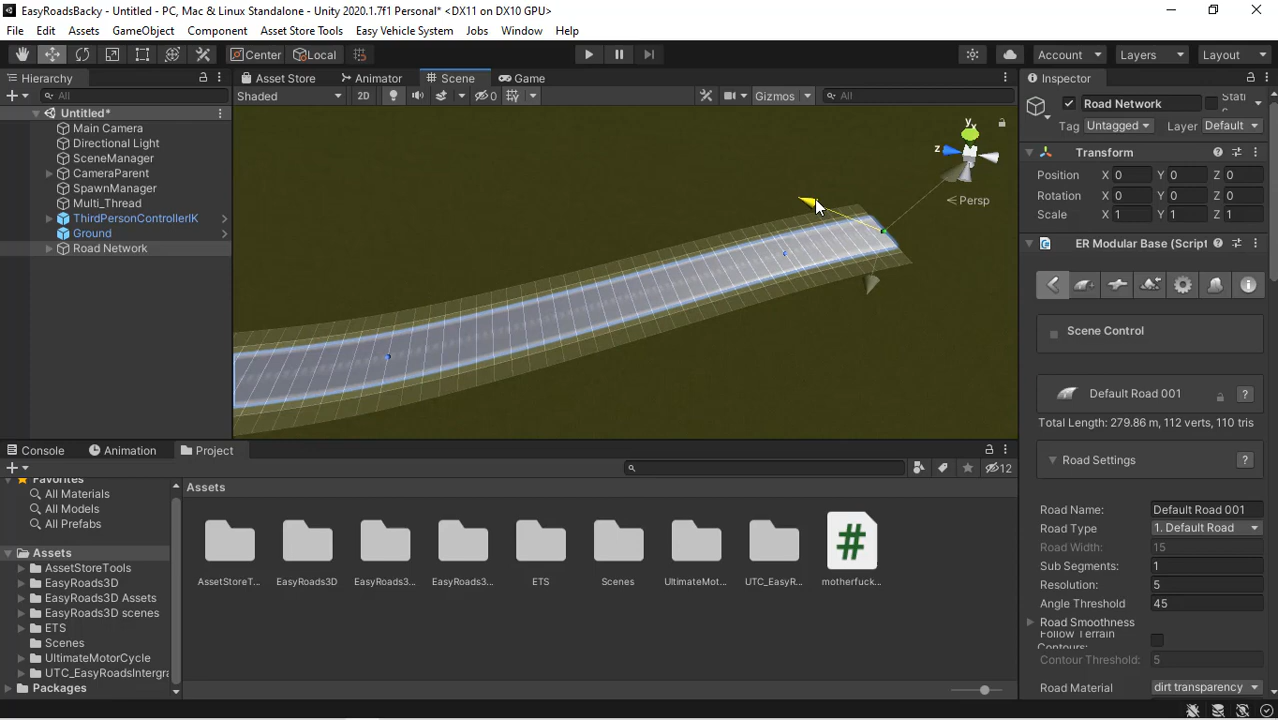 EasyRoadsBacky - Untitled - PC, Mac & Linux Standalone - Unity 2020.1.7f1 Personal* <DX11 on DX10 GPU>
File Edit Assets GameObject Component Asset Store Tools Easy Vehicle System Jobs Window Help
Center Local Account Layers Layout
Hierarchy Asset Store Animator Scene Game Inspector
All Shaded 2D 0 Gizmos All
Road Network Stati
c
Tag Untagged Layer Default
Untitled*
Main Camera
Directional Light
SceneManager
CameraParent
SpawnManager
Multi_Thread
ThirdPersonControllerIK
Ground
Road Network
y
x
z
Persp
Transform
Position X 0 Y 0 Z 0
Rotation X 0 Y 0 Z 0
Scale X 1 Y 1 Z 1
ER Modular Base (Script
Scene Control
Default Road 001 ?
Total Length: 279.86 m, 112 verts, 110 tris
Road Settings ?
Road Name: Default Road 001
Road Type 1. Default Road
Road Width: 15
Sub Segments: 1
Resolution: 5
Angle Threshold 45
Road Smoothness
Follow Terrain
Contours:
Contour Threshold: 5
Road Material dirt transparency
Console Animation Project
12
Favorites
All Materials
All Models
All Prefabs
Assets
AssetStoreTools
EasyRoads3D
EasyRoads3D Assets
EasyRoads3D scenes
ETS
Scenes
UltimateMotorCycle
UTC_EasyRoadsIntergra
Packages
Assets
AssetStoreT... EasyRoads3D EasyRoads3... EasyRoads3... ETS Scenes UltimateMot... UTC_EasyR... motherfuck...